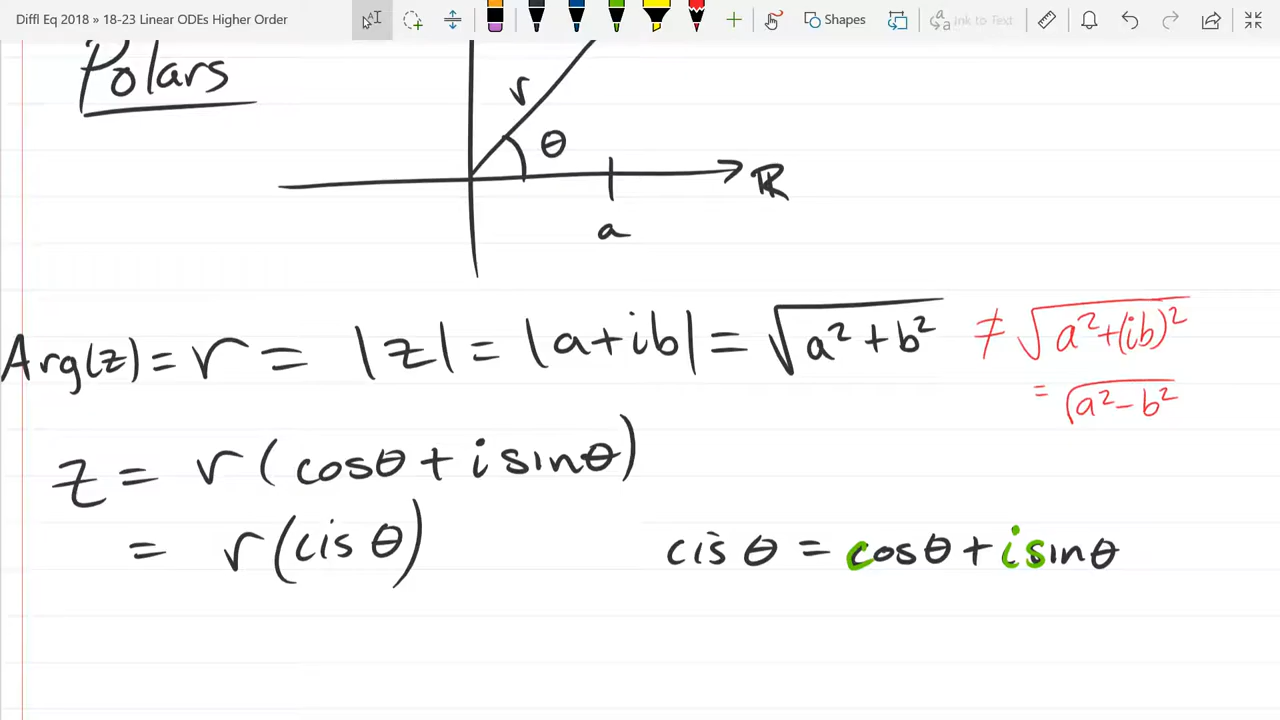 Diffl Eq 2018 » 18-23 Linear ODEs Higher Order
Shapes
Ink to Text
Polars
r
θ
ℝ
a
Arg(z) = r = |z| = |a+ib| = √(a² + b²) ≠ √(a²+(ib)²)
= √(a² − b²)
z = r(cosθ + i sinθ)
= r(cis θ)
cis θ = cosθ + isinθ